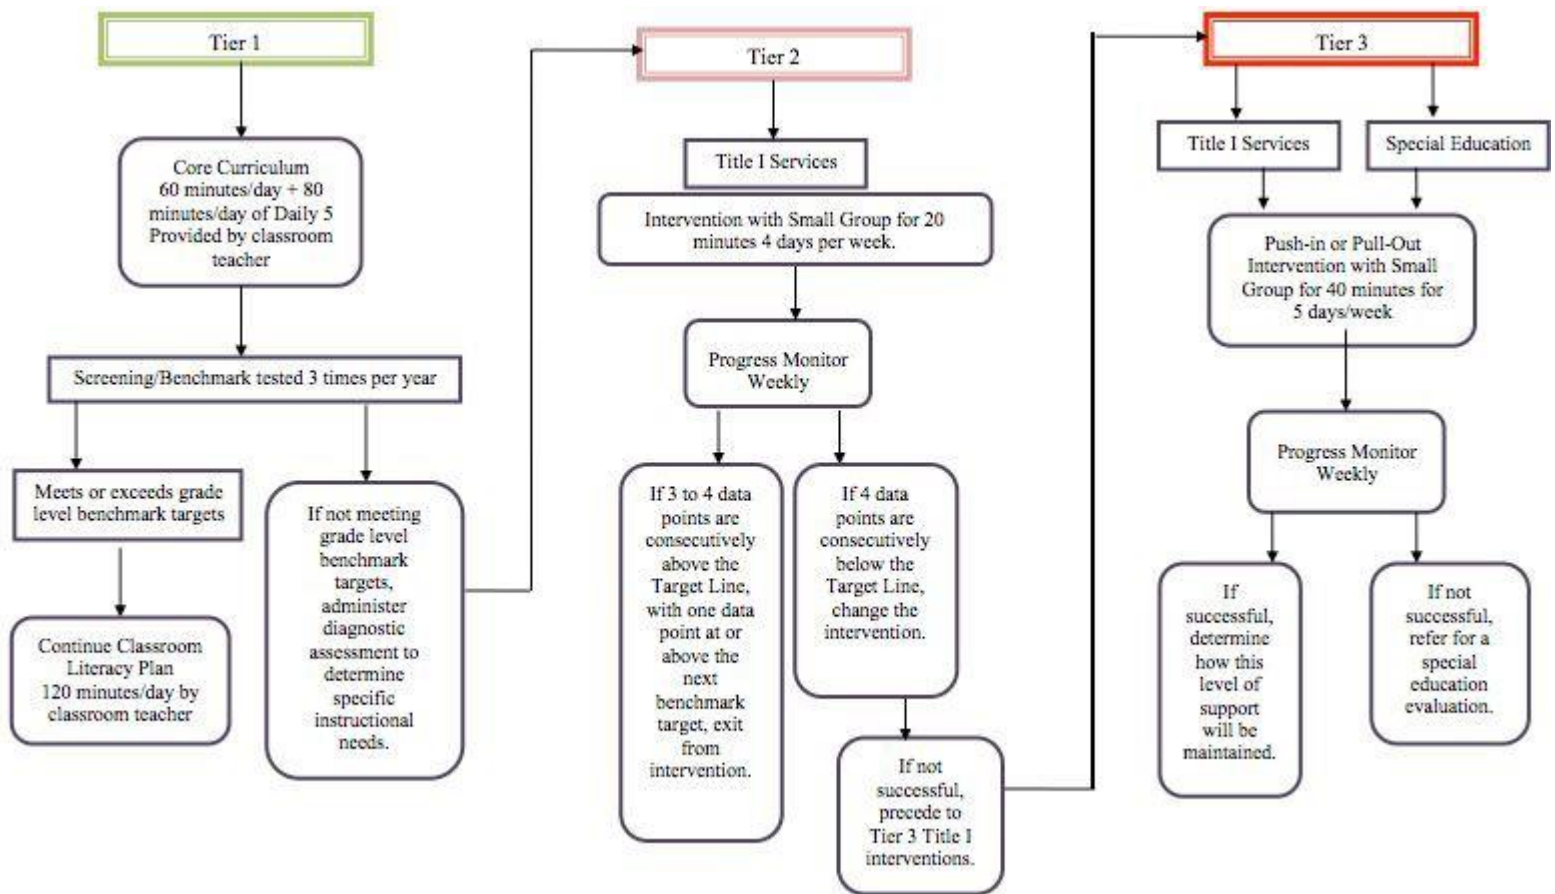 Tier 1
Core Curriculum
60 minutes/day + 80
minutes/day of Daily 5
Provided by classroom
teacher
Screening/Benchmark tested 3 times per year
Meets or exceeds grade
level benchmark targets
Continue Classroom
Literacy Plan
120 minutes/day by
classroom teacher
If not meeting
grade level
benchmark
targets,
administer
diagnostic
assessment to
determine
specific
instructional
needs.
Tier 2
Title I Services
Intervention with Small Group for 20
minutes 4 days per week.
Progress Monitor
Weekly
If 3 to 4 data
points are
consecutively
above the
Target Line,
with one data
point at or
above the
next
benchmark
target, exit
from
intervention.
If 4 data
points are
consecutively
below the
Target Line,
change the
intervention.
If not
successful,
precede to
Tier 3 Title I
interventions.
Tier 3
Title I Services
Special Education
Push-in or Pull-Out
Intervention with Small
Group for 40 minutes for
5 days/week
Progress Monitor
Weekly
If
successful,
determine
how this
level of
support
will be
maintained.
If not
successful,
refer for a
special
education
evaluation.